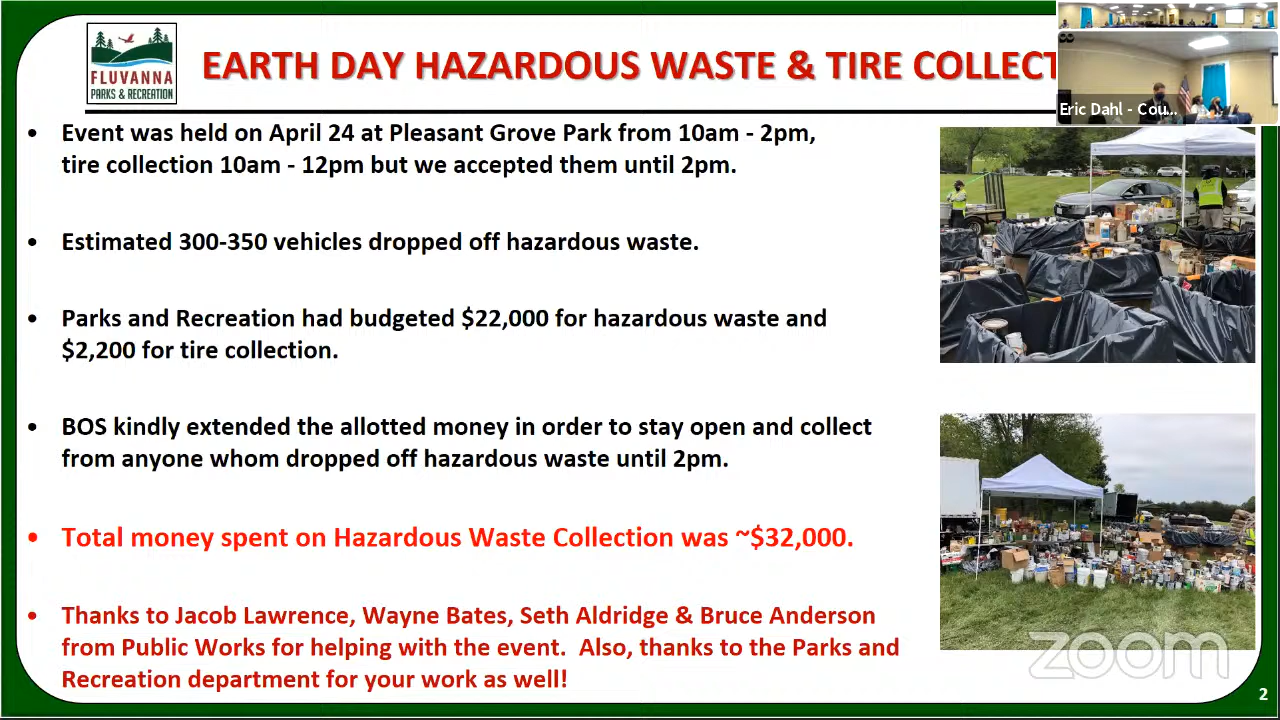 FLUVANNA
PARKS & RECREATION
EARTH DAY HAZARDOUS WASTE & TIRE COLLECT
Eric Dahl - Cou...
• Event was held on April 24 at Pleasant Grove Park from 10am - 2pm,
tire collection 10am - 12pm but we accepted them until 2pm.
• Estimated 300-350 vehicles dropped off hazardous waste.
• Parks and Recreation had budgeted $22,000 for hazardous waste and
$2,200 for tire collection.
• BOS kindly extended the allotted money in order to stay open and collect
from anyone whom dropped off hazardous waste until 2pm.
• Total money spent on Hazardous Waste Collection was ~$32,000.
• Thanks to Jacob Lawrence, Wayne Bates, Seth Aldridge & Bruce Anderson
from Public Works for helping with the event. Also, thanks to the Parks and
Recreation department for your work as well!
zoom
2